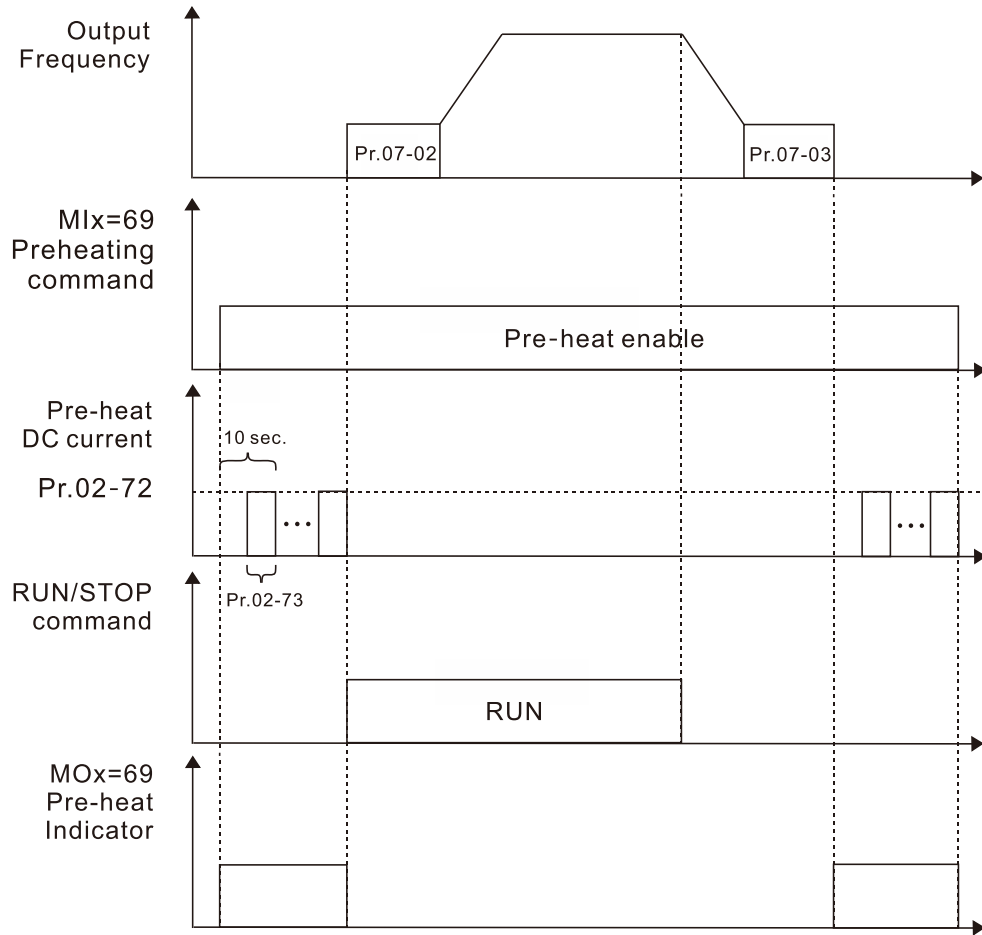 Output
Frequency
Pr.07-02
Pr.07-03
MIx=69
Preheating
command
Pre-heat enable
Pre-heat
DC current
10 sec.
Pr.02-72
...
...
Pr.02-73
RUN/STOP
command
RUN
MOx=69
Pre-heat
Indicator